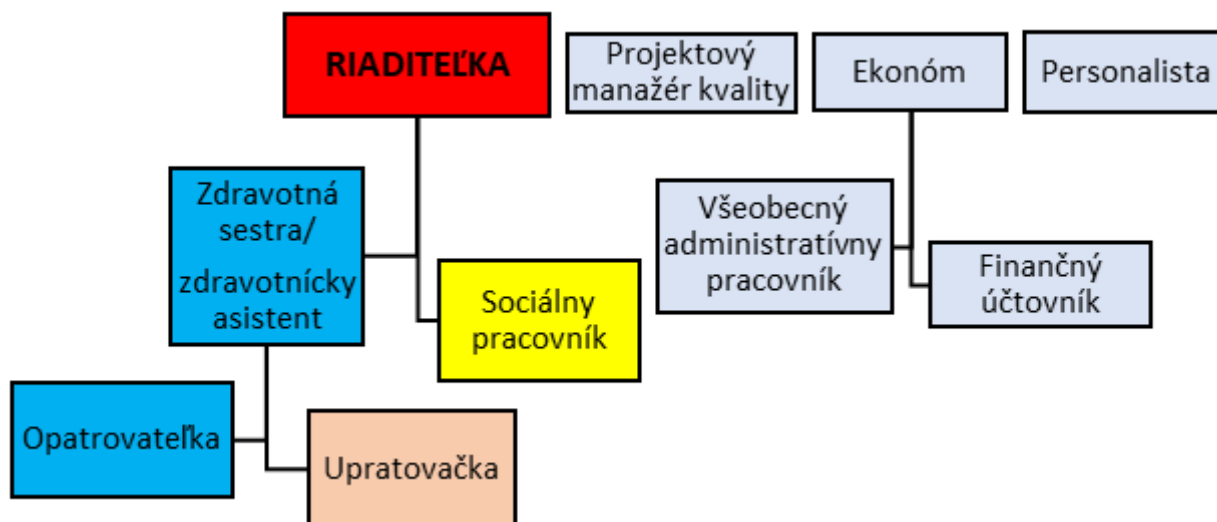 RIADITEĽKA
Projektový
manažér kvality
Ekonóm
Personalista
Zdravotná
sestra/
zdravotnícky
asistent
Všeobecný
administratívny
pracovník
Finančný
účtovník
Sociálny
pracovník
Opatrovateľka
Upratovačka